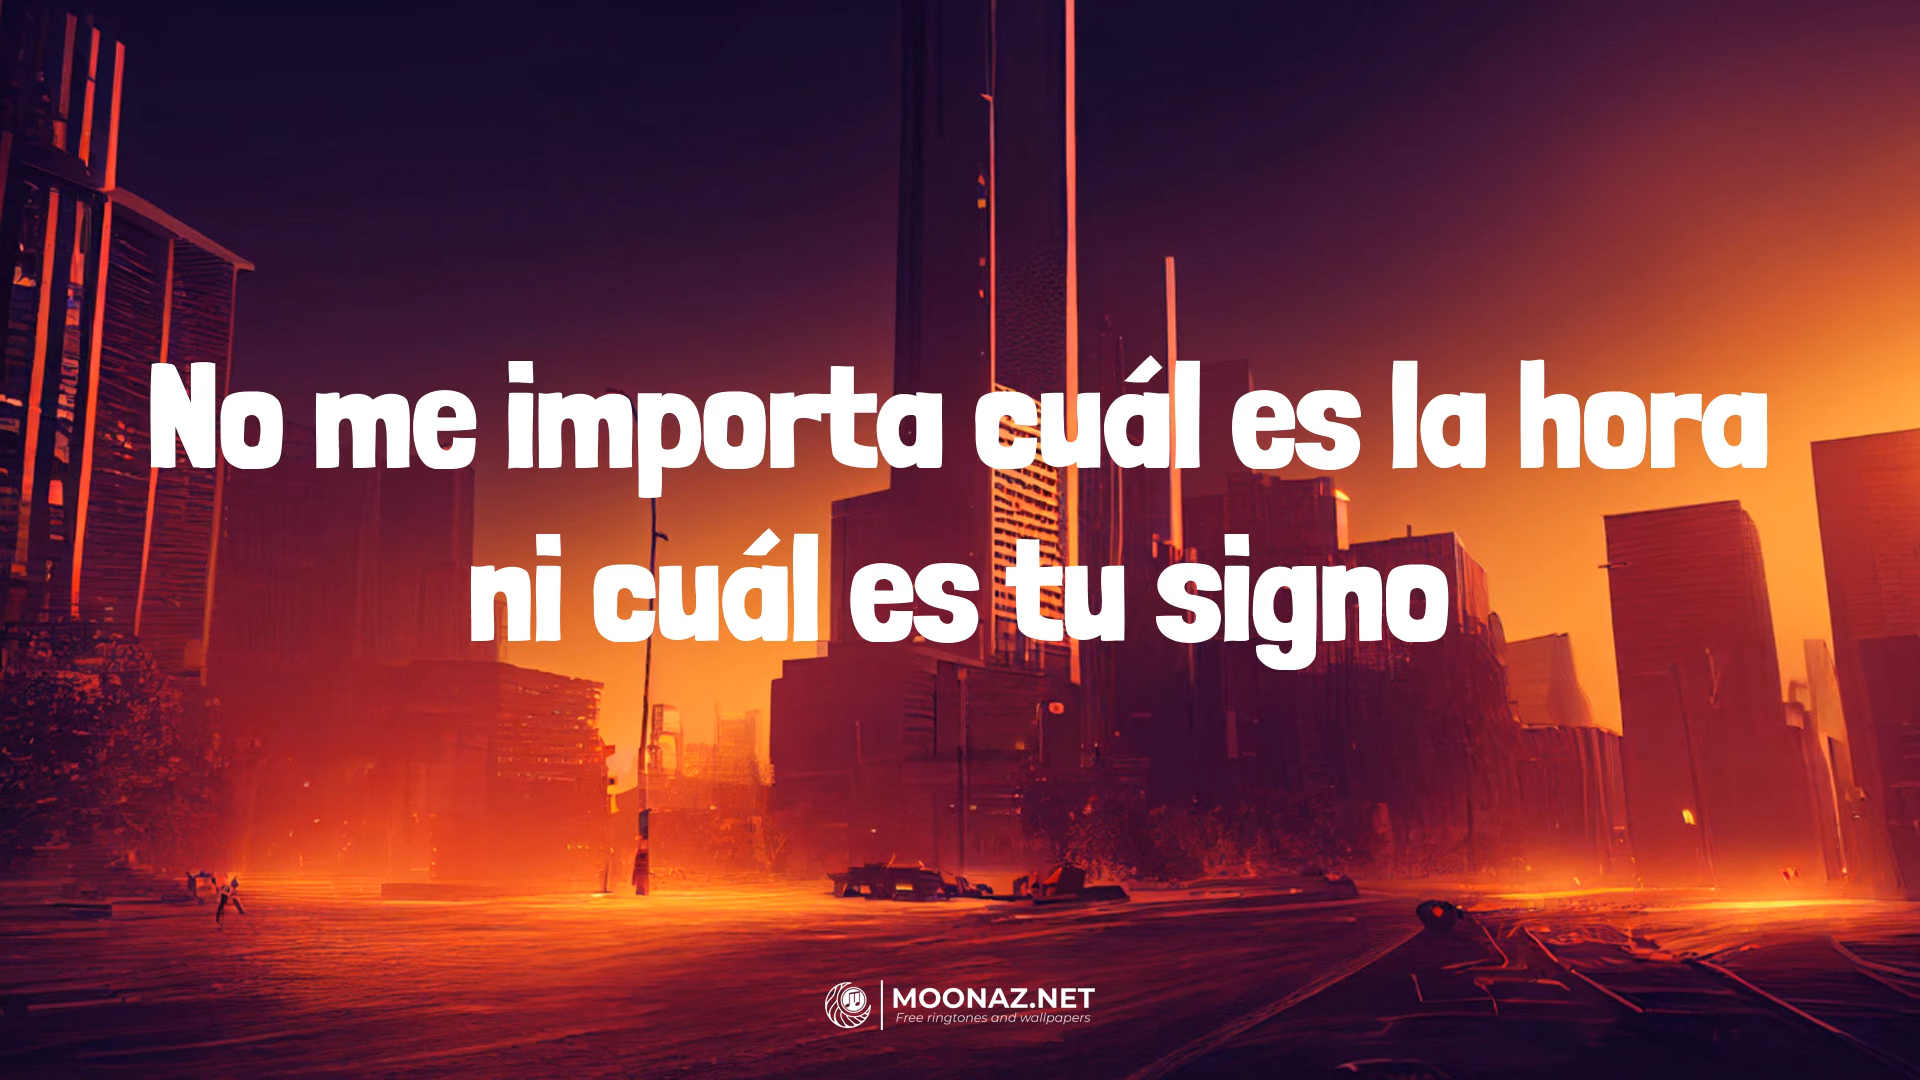 No me importa cuál es la hora
ni cuál es tu signo
MOONAZ.NET
Free ringtones and wallpapers